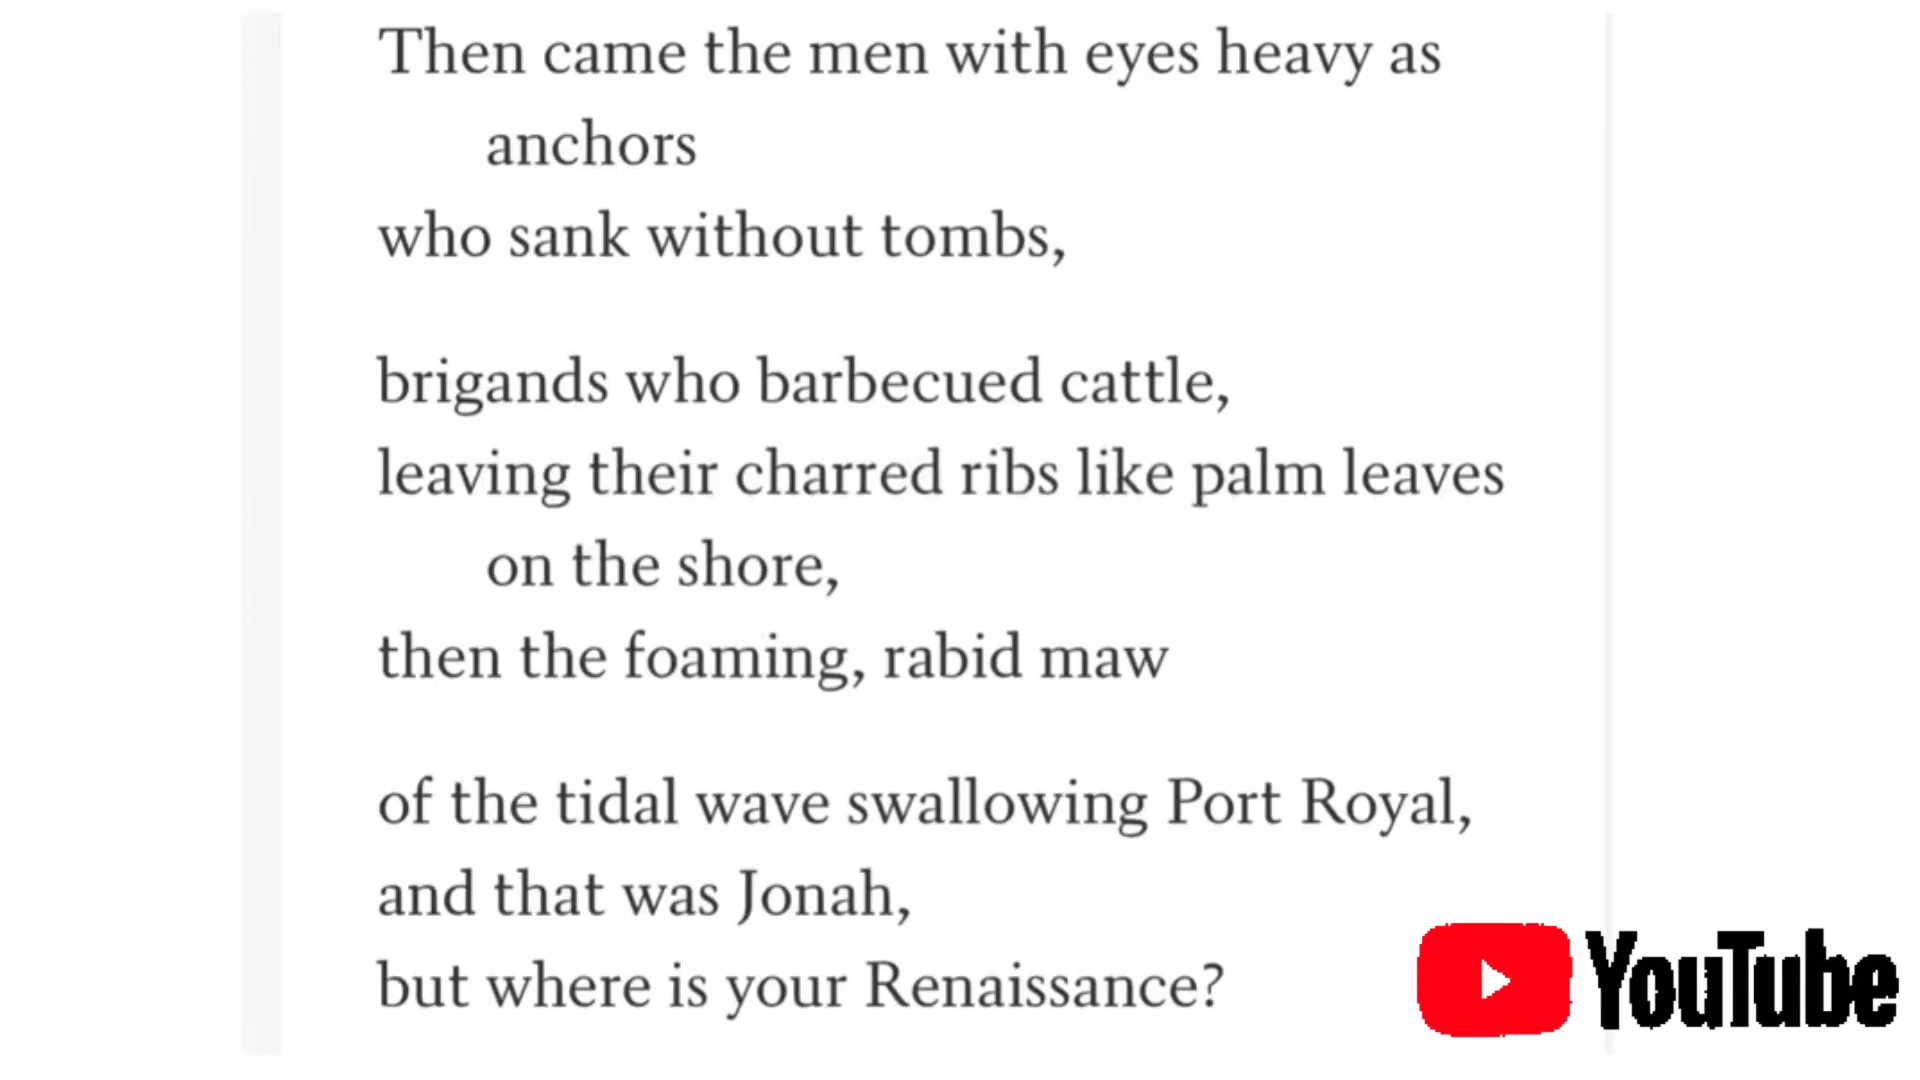 Then came the men with eyes heavy as
anchors
who sank without tombs,
brigands who barbecued cattle,
leaving their charred ribs like palm leaves
on the shore,
then the foaming, rabid maw
of the tidal wave swallowing Port Royal,
and that was Jonah,
but where is your Renaissance?
YouTube